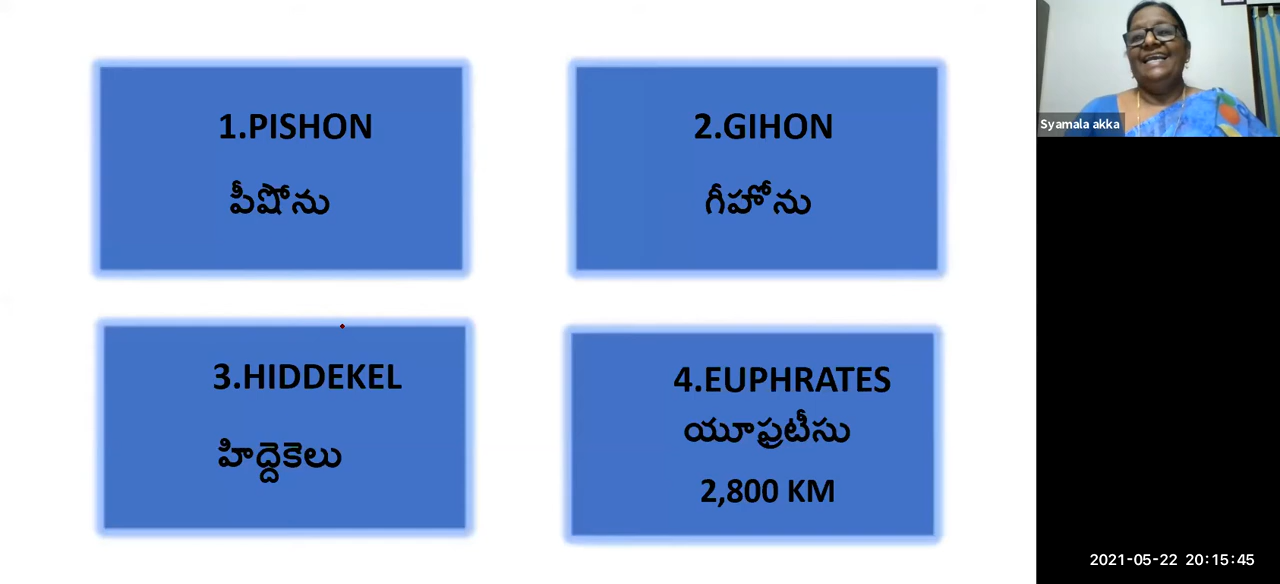 1.PISHON
పీషోను
2.GIHON
గీహోను
3.HIDDEKEL
హిద్దెకెలు
4.EUPHRATES
యూఫ్రటీసు
2,800 KM
Syamala akka
2021-05-22 20:15:45